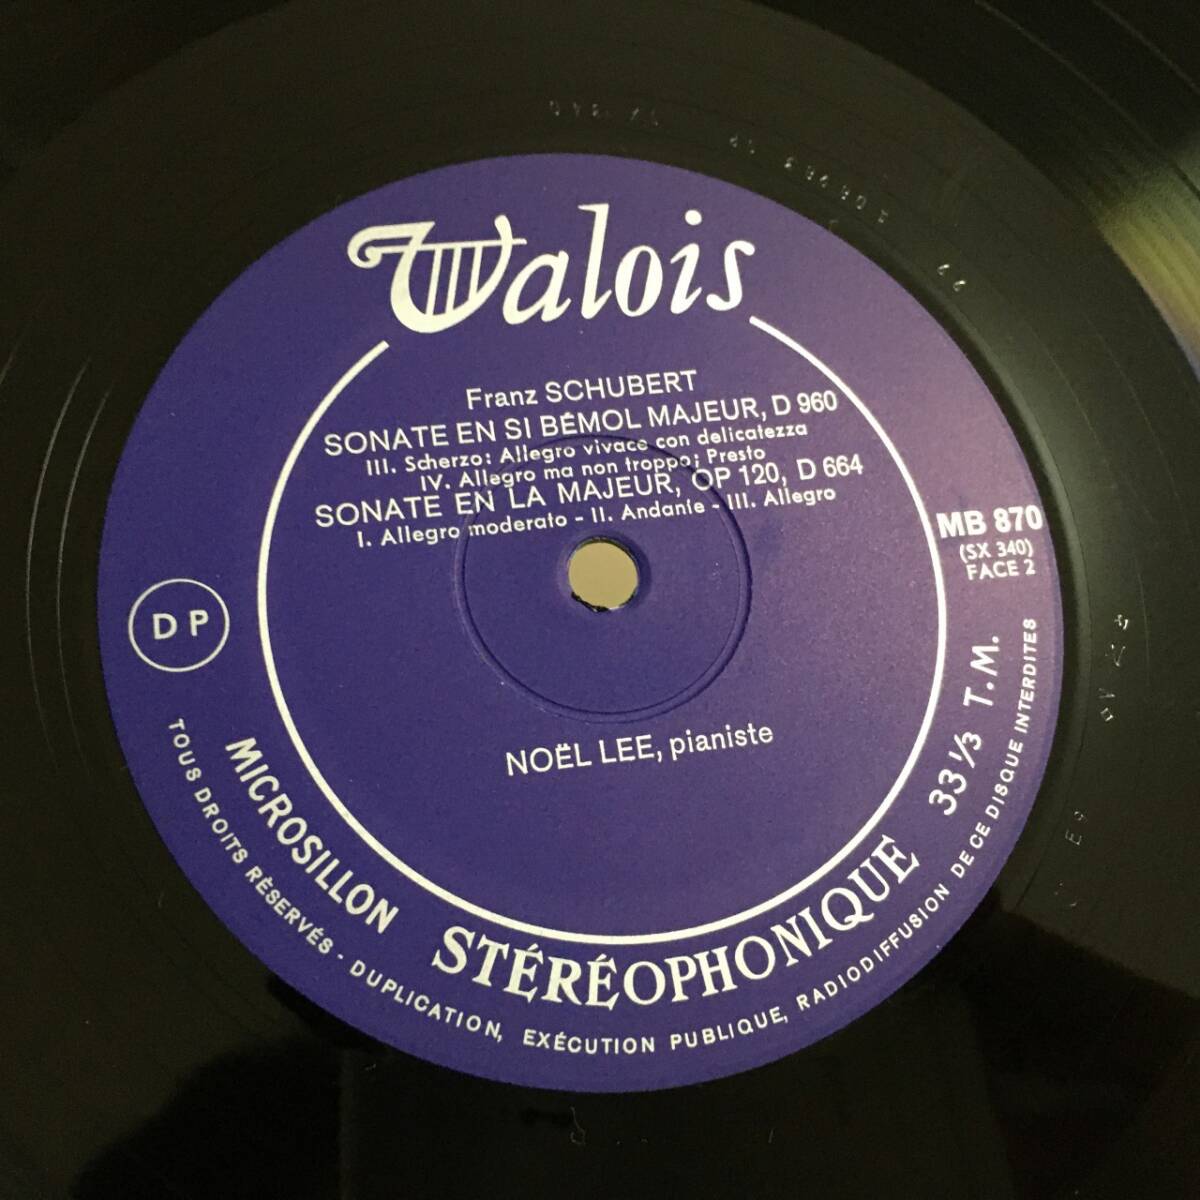 Valois
Franz SCHUBERT
SONATE EN SI BÉMOL MAJEUR, D 960
III. Scherzo: Allegro vivace con delicatezza
IV. Allegro ma non troppo; Presto
SONATE EN LA MAJEUR, OP 120, D 664
I. Allegro moderato - II. Andanie - III. Allegro
MB 870
(SX 340)
FACE 2
D P
NOËL LEE, pianiste
MICROSILLON STÉRÉOPHONIQUE 33 1/3 T.M.
TOUS DROITS RÉSERVÉS - DUPLICATION, EXÉCUTION PUBLIQUE, RADIODIFFUSION DE CE DISQUE INTERDITES